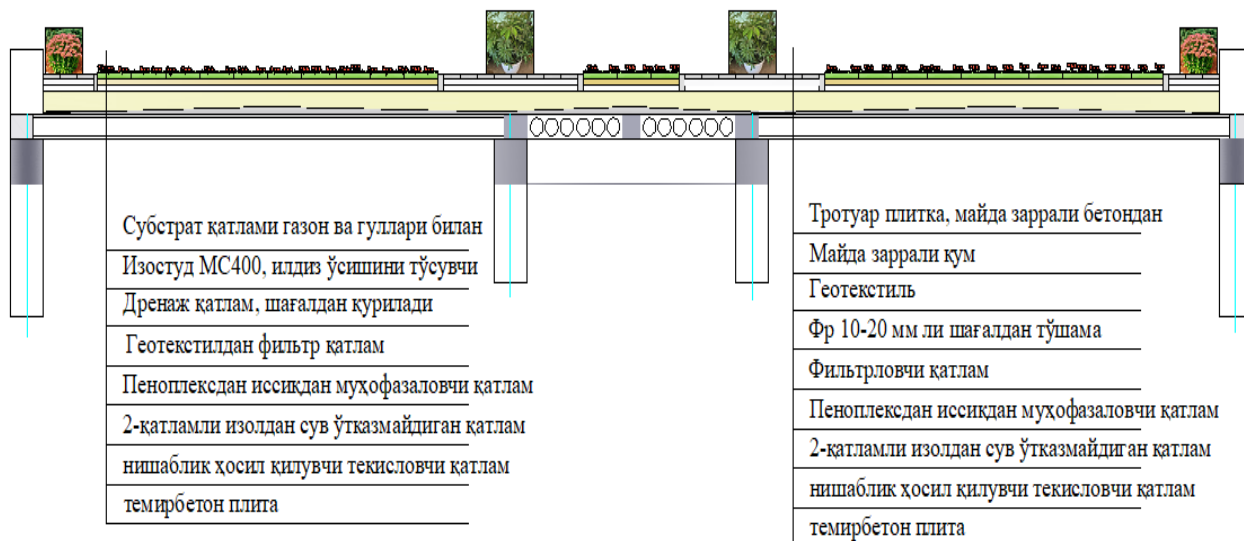 Субстрат қатлами газон ва гуллари билан
Изостуд МС400, илдиз ўсишини тўсувчи
Дренаж қатлам, шағалдан қурилади
Геотекстилдан фильтр қатлам
Пеноплексдан иссиқдан муҳофазаловчи қатлам
2-қатламли изолдан сув ўтказмайдиган қатлам
нишаблик ҳосил қилувчи текисловчи қатлам
темирбетон плита
Тротуар плитка, майда заррали бетондан
Майда заррали қум
Геотекстиль
Фр 10-20 мм ли шағалдан тўшама
Фильтрловчи қатлам
Пеноплексдан иссиқдан муҳофазаловчи қатлам
2-қатламли изолдан сув ўтказмайдиган қатлам
нишаблик ҳосил қилувчи текисловчи қатлам
темирбетон плита